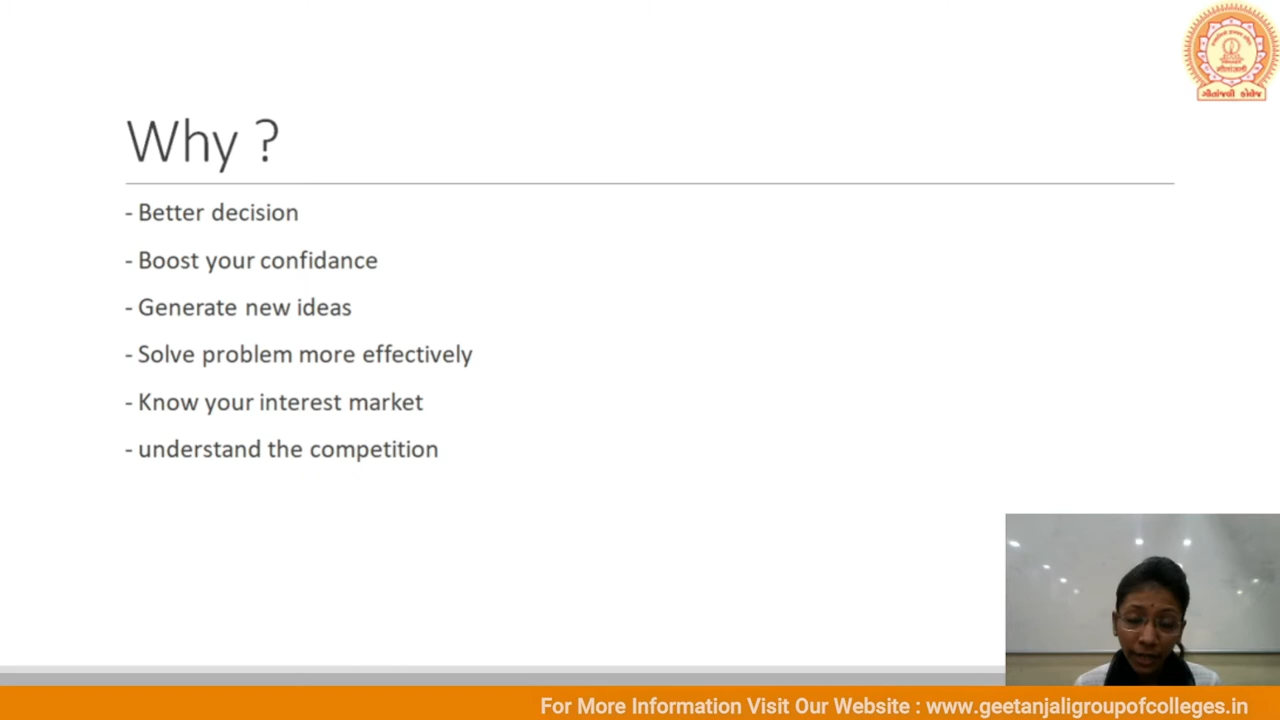 Why ?
- Better decision
- Boost your confidance
- Generate new ideas
- Solve problem more effectively
- Know your interest market
- understand the competition
ગીતાંજલી કોલેજ
For More Information Visit Our Website : www.geetanjaligroupofcolleges.in